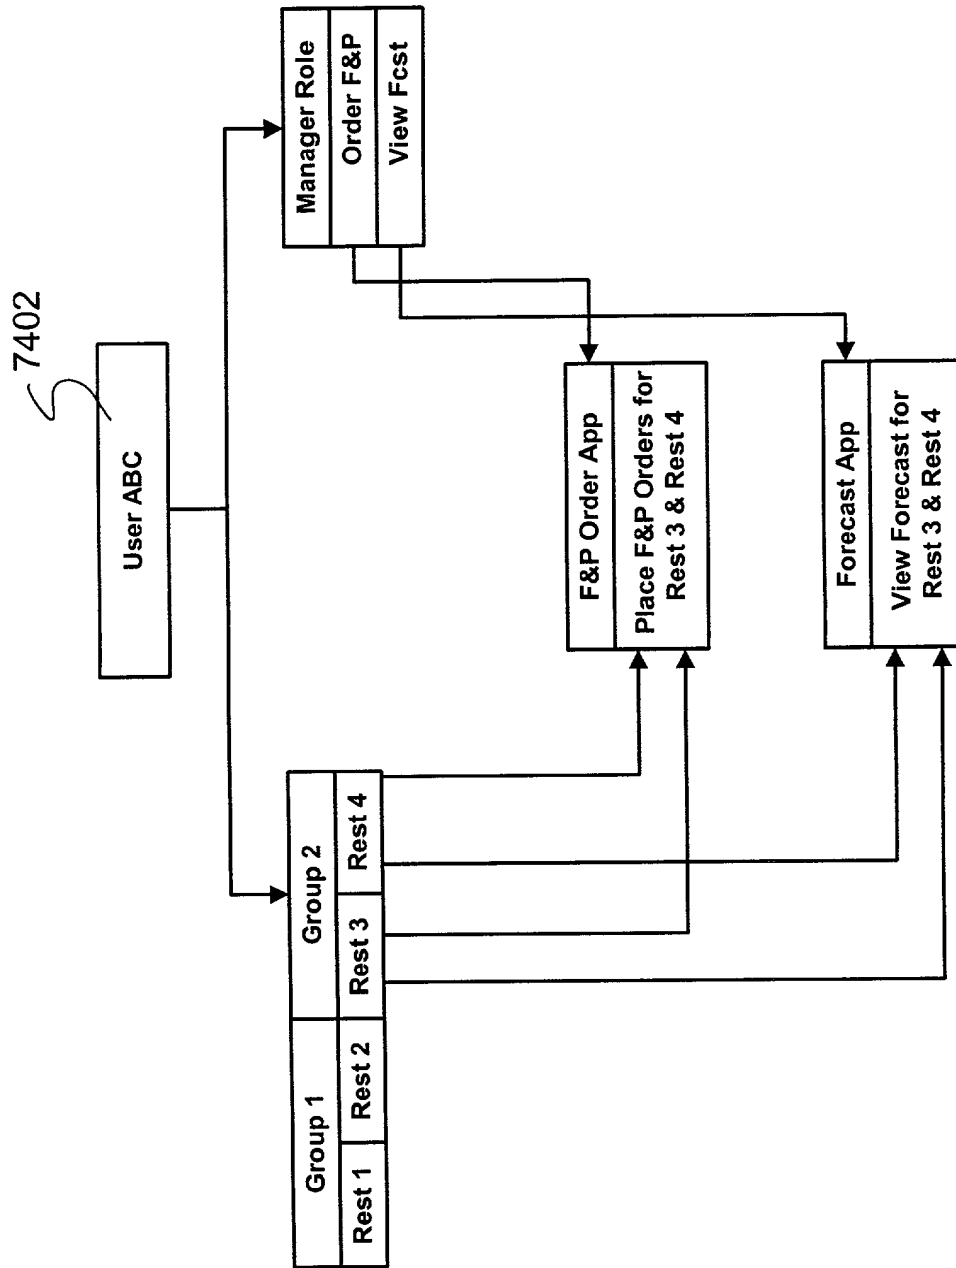 7402
User ABC
Group 1
Group 2
Rest 1
Rest 2
Rest 3
Rest 4
Manager Role
Order F&P
View Fcst
F&P Order App
Place F&P Orders for
Rest 3 & Rest 4
Forecast App
View Forecast for
Rest 3 & Rest 4